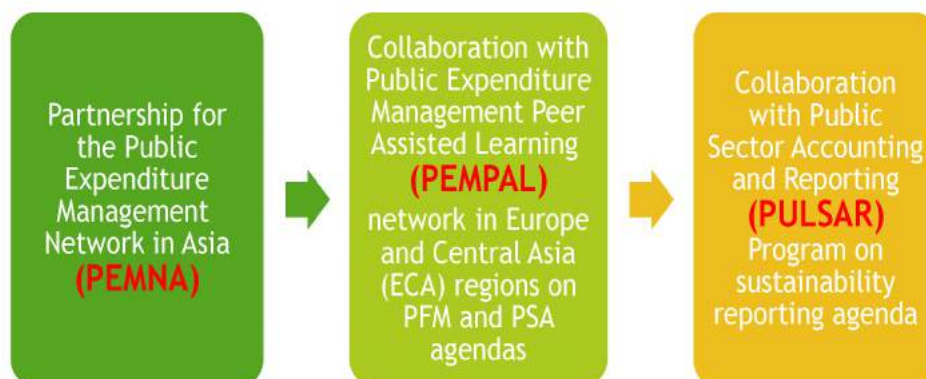 Partnership for
the Public
Expenditure
Management
Network in Asia
(PEMNA)
Collaboration with
Public Expenditure
Management Peer
Assisted Learning
(PEMPAL)
network in Europe
and Central Asia
(ECA) regions on
PFM and PSA
agendas
Collaboration
with Public
Sector Accounting
and Reporting
(PULSAR)
Program on
sustainability
reporting agenda